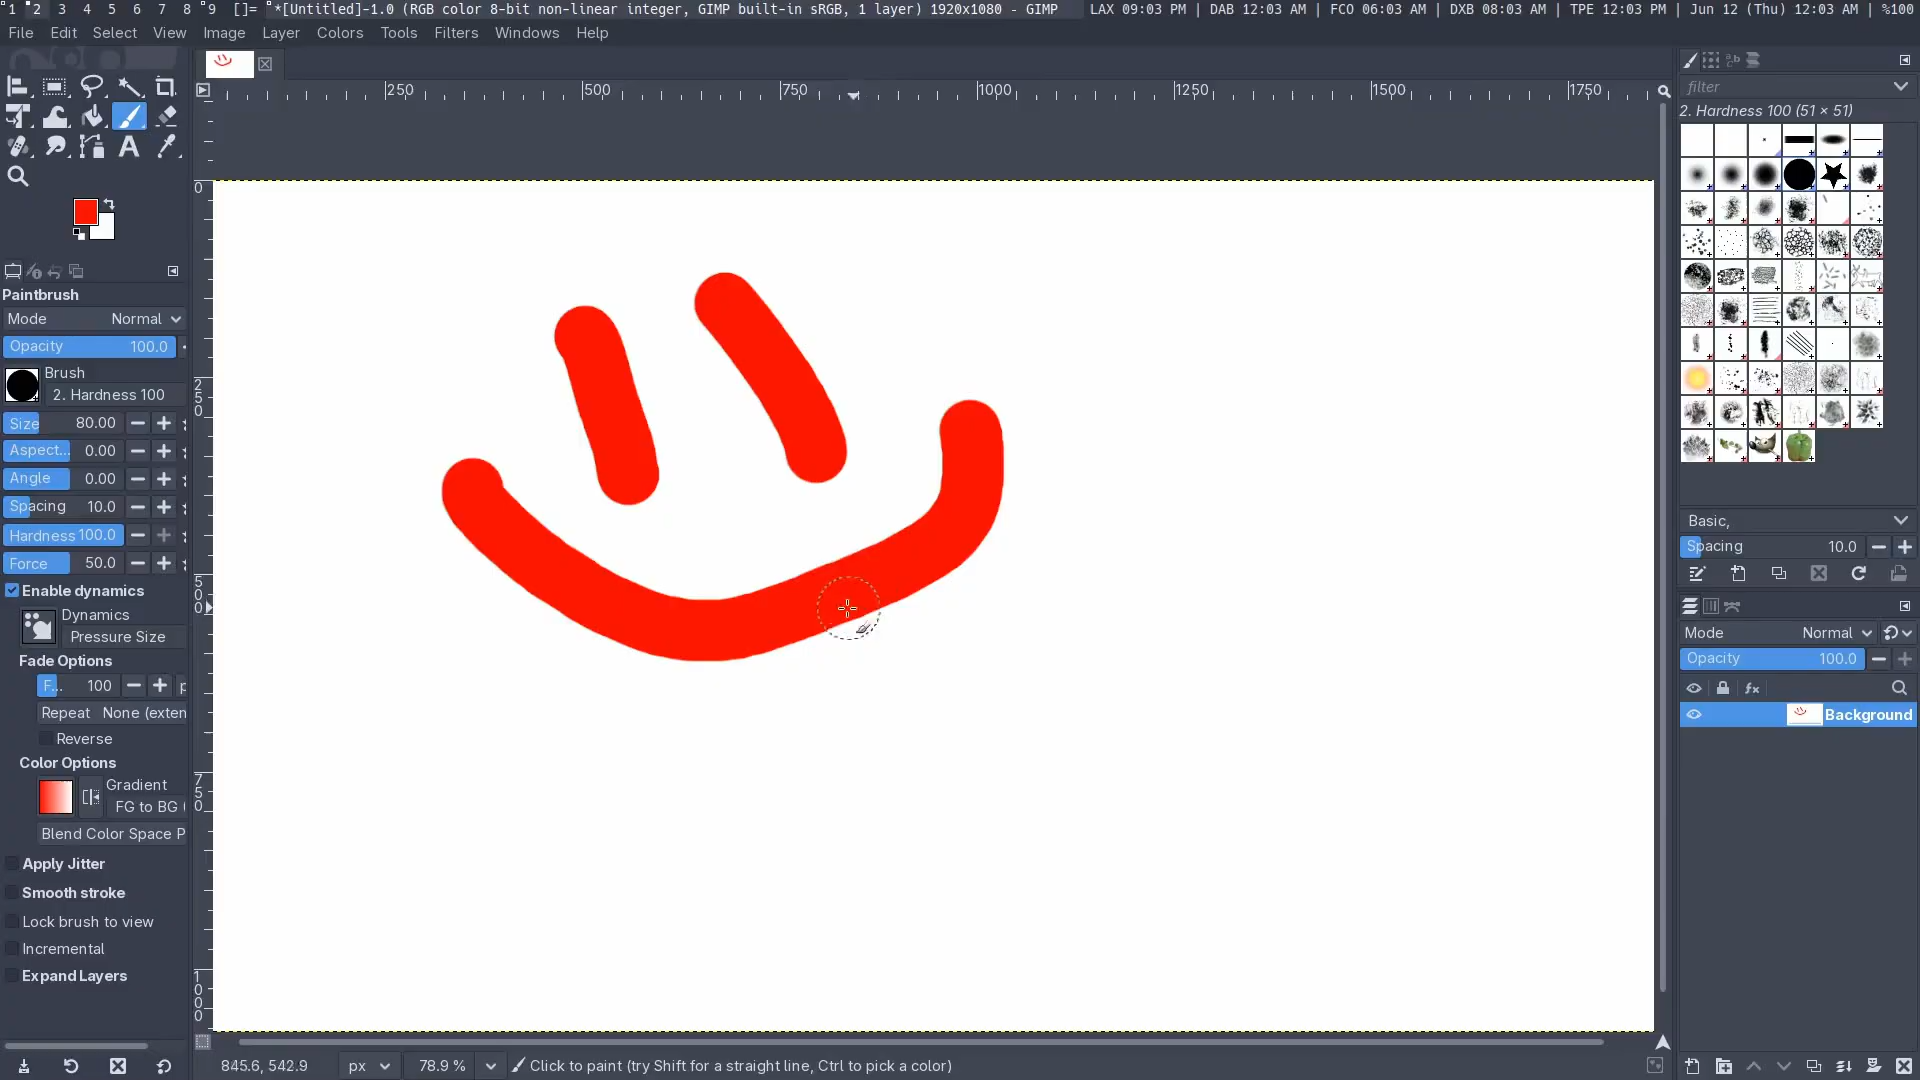 1 2 3 4 5 6 7 8 9 []= *[Untitled]-1.0 (RGB color 8-bit non-linear integer, GIMP built-in sRGB, 1 layer) 1920x1080 - GIMP LAX 09:03 PM | DAB 12:03 AM | FCO 06:03 AM | DXB 08:03 AM | TPE 12:03 PM | Jun 12 (Thu) 12:03 AM | %100
File Edit Select View Image Layer Colors Tools Filters Windows Help
250 500 750 1000 1250 1500 1750
filter
2. Hardness 100 (51 × 51)
0
250
500
750
1000
Paintbrush
Mode Normal
Opacity 100.0
Brush
2. Hardness 100
Size 80.00
Aspect... 0.00
Angle 0.00
Spacing 10.0
Hardness 100.0
Force 50.0
Enable dynamics
Dynamics
Pressure Size
Fade Options
F... 100 p
Repeat None (exten
Reverse
Color Options
Gradient
FG to BG (
Blend Color Space P
Apply Jitter
Smooth stroke
Lock brush to view
Incremental
Expand Layers
Basic,
Spacing 10.0
Mode Normal
Opacity 100.0
fx
Background
845.6, 542.9 px 78.9 % Click to paint (try Shift for a straight line, Ctrl to pick a color)